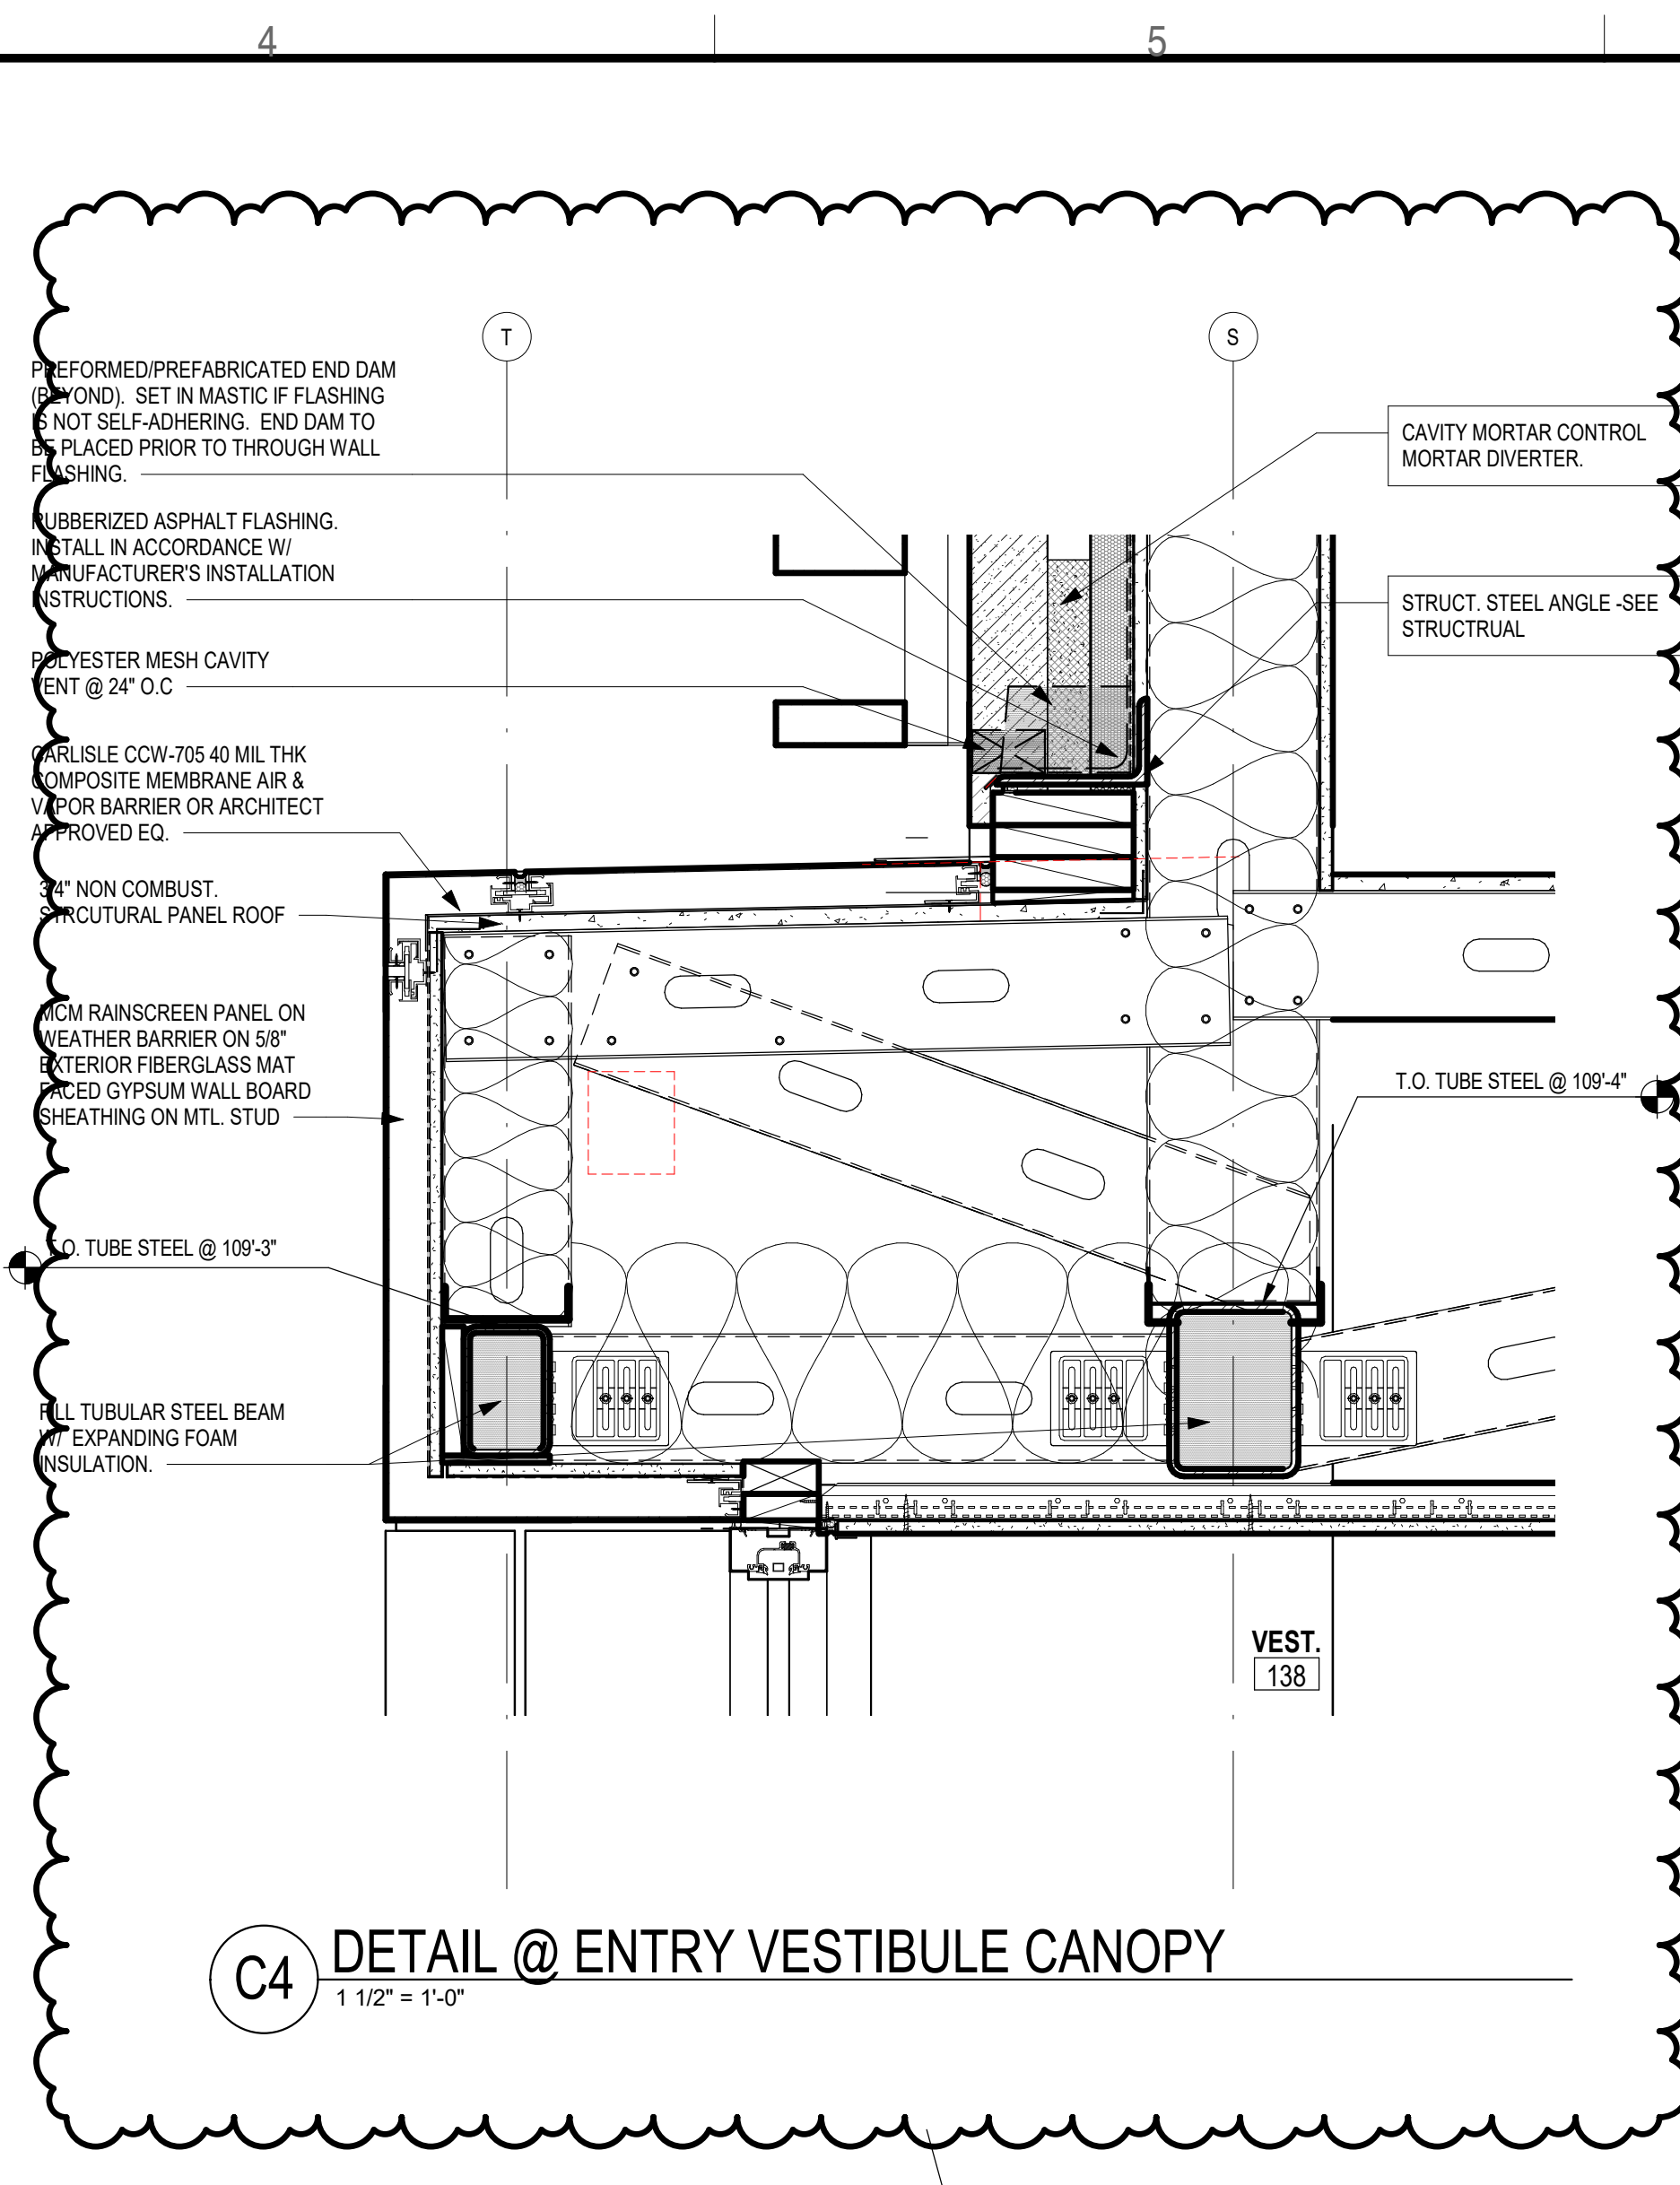 4
5
T
S
PREFORMED/PREFABRICATED END DAM
(BEYOND). SET IN MASTIC IF FLASHING
IS NOT SELF-ADHERING. END DAM TO
BE PLACED PRIOR TO THROUGH WALL
FLASHING.
CAVITY MORTAR CONTROL
MORTAR DIVERTER.
RUBBERIZED ASPHALT FLASHING.
INSTALL IN ACCORDANCE W/
MANUFACTURER'S INSTALLATION
INSTRUCTIONS.
STRUCT. STEEL ANGLE -SEE
STRUCTRUAL
POLYESTER MESH CAVITY
VENT @ 24" O.C
CARLISLE CCW-705 40 MIL THK
COMPOSITE MEMBRANE AIR &
VAPOR BARRIER OR ARCHITECT
APPROVED EQ.
3/4" NON COMBUST.
STRCUTURAL PANEL ROOF
MCM RAINSCREEN PANEL ON
WEATHER BARRIER ON 5/8"
EXTERIOR FIBERGLASS MAT
FACED GYPSUM WALL BOARD
SHEATHING ON MTL. STUD
T.O. TUBE STEEL @ 109'-4"
T.O. TUBE STEEL @ 109'-3"
FILL TUBULAR STEEL BEAM
W/ EXPANDING FOAM
INSULATION.
VEST.
138
C4
DETAIL @ ENTRY VESTIBULE CANOPY
1 1/2" = 1'-0"